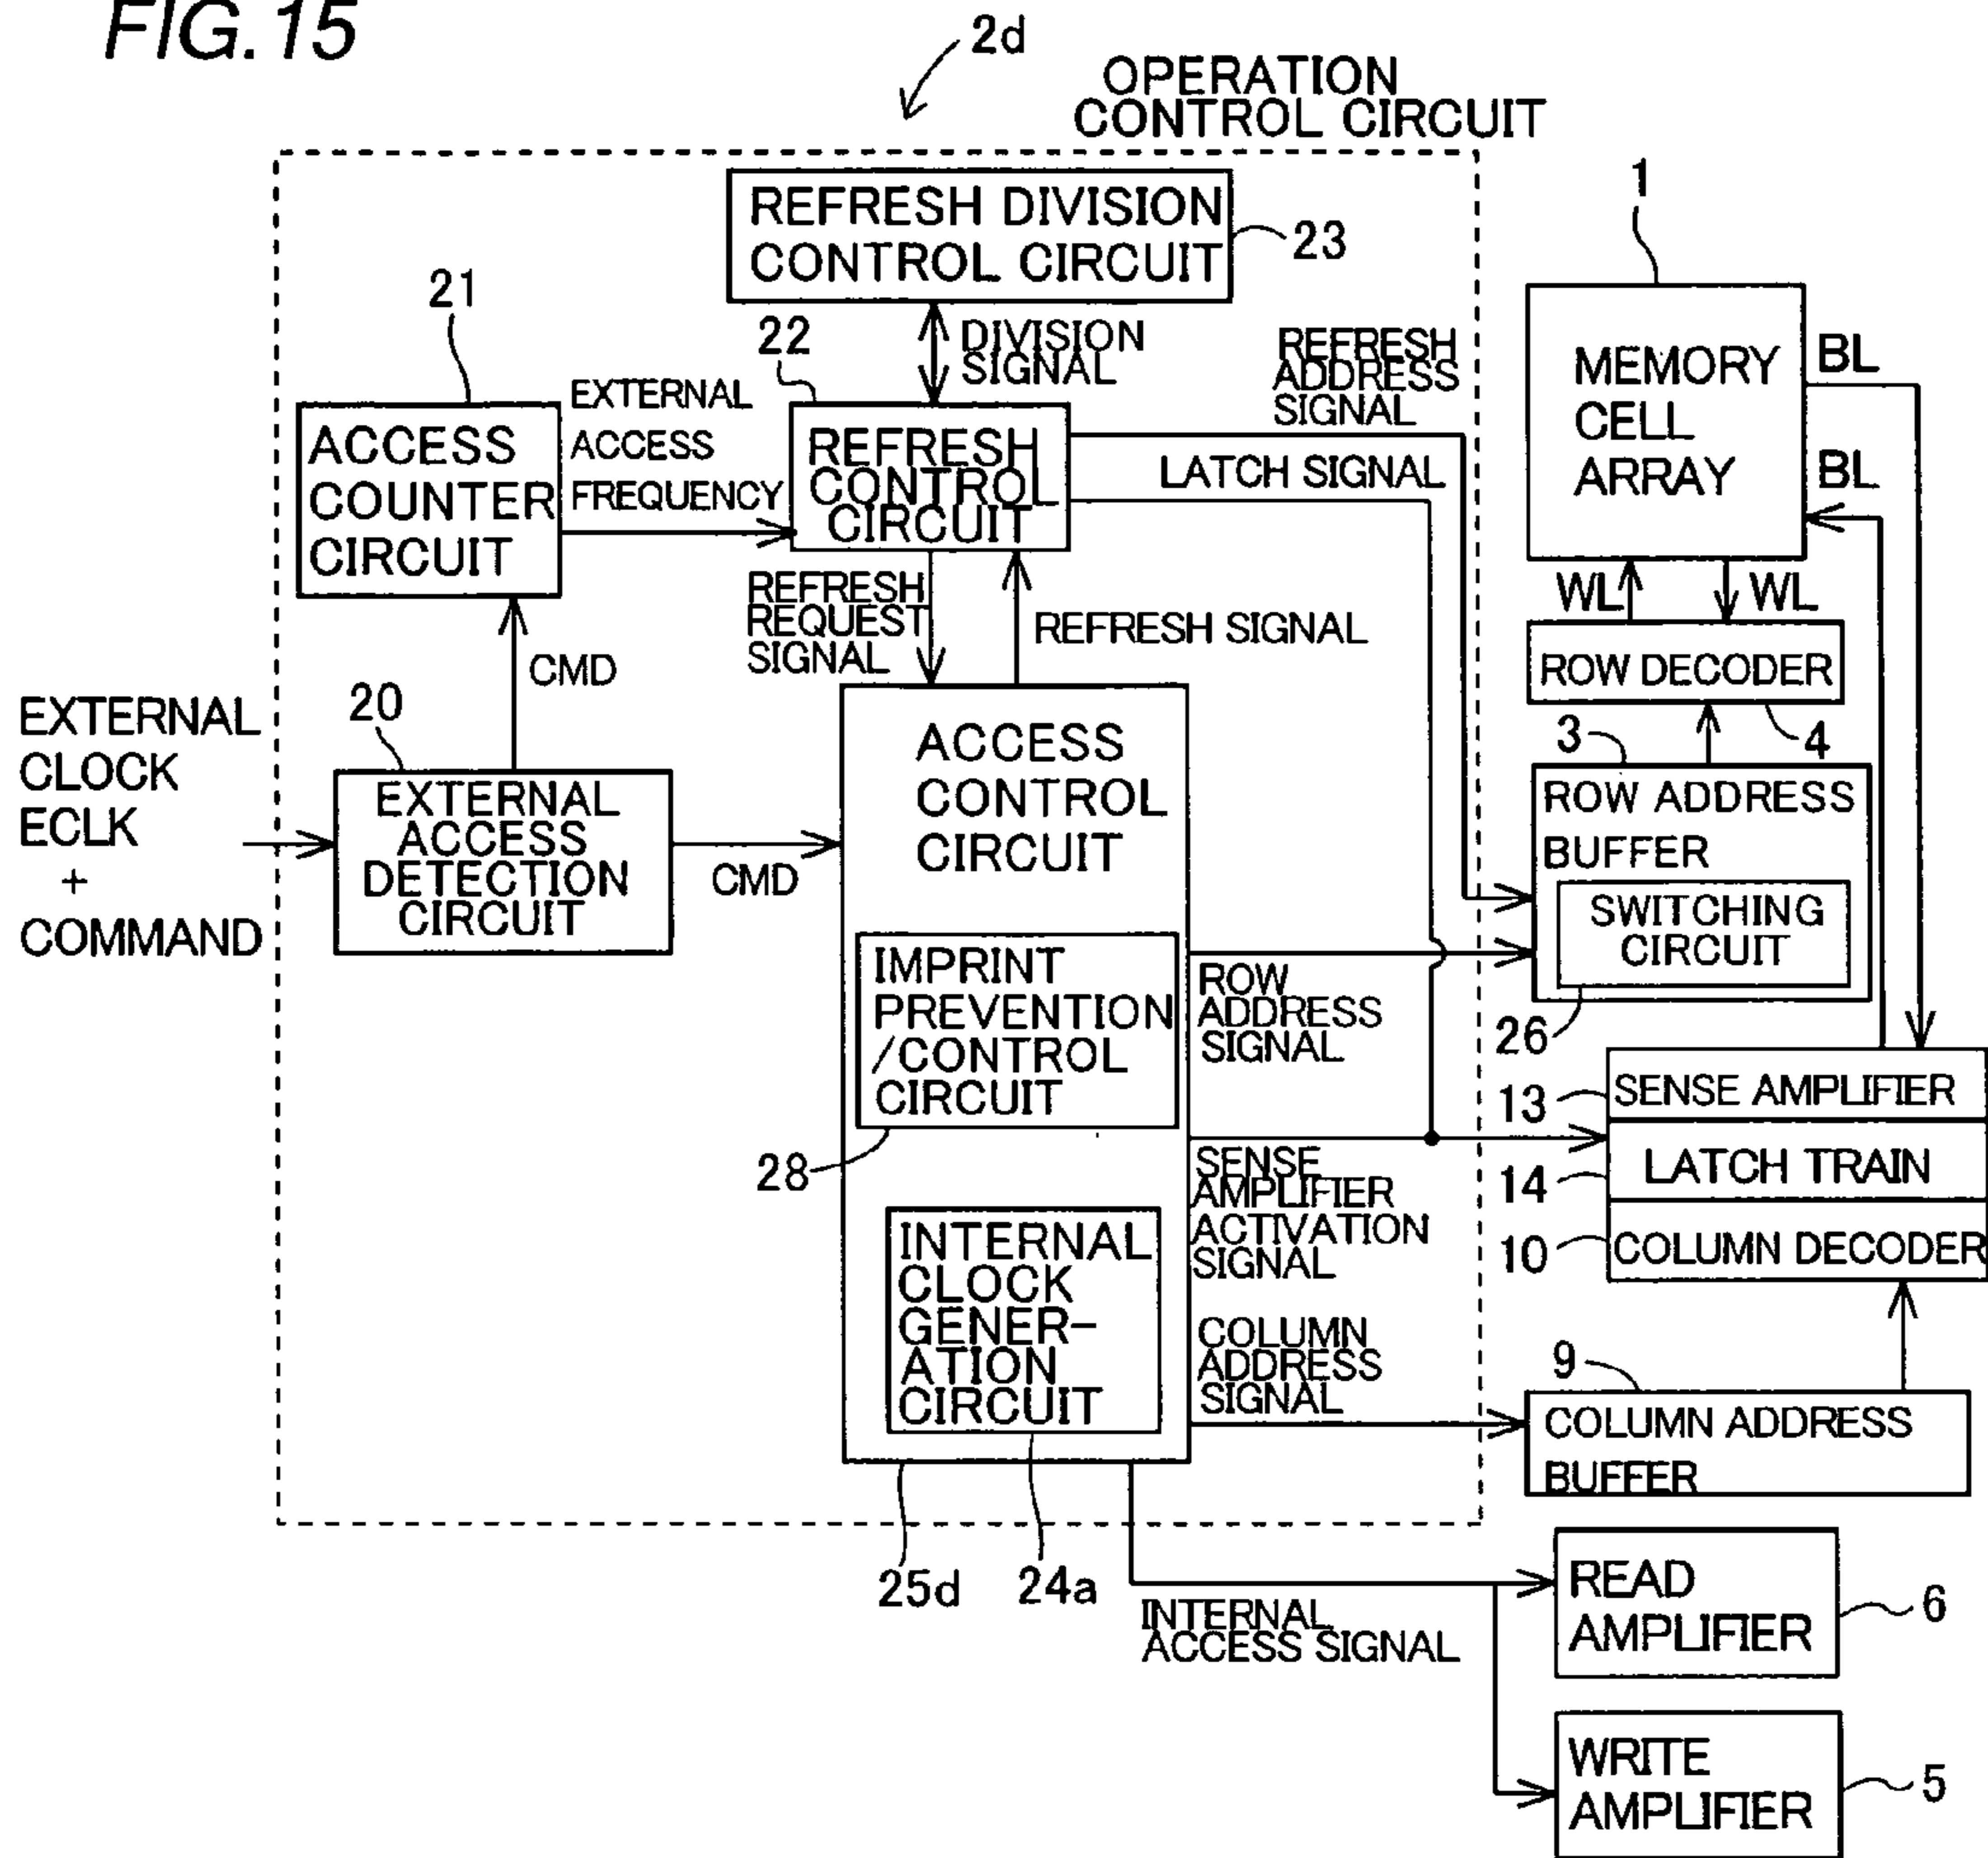 FIG.15
2d
OPERATION
CONTROL CIRCUIT
REFRESH DIVISION
CONTROL CIRCUIT
23
1
21
22
DIVISION
SIGNAL
REFRESH
ADDRESS
SIGNAL
MEMORY
CELL
ARRAY
BL
BL
ACCESS
COUNTER
CIRCUIT
EXTERNAL
ACCESS
FREQUENCY
REFRESH
CONTROL
CIRCUIT
LATCH SIGNAL
WL
WL
REFRESH
REQUEST
SIGNAL
REFRESH SIGNAL
ROW DECODER
4
CMD
20
EXTERNAL
CLOCK
ECLK
+
COMMAND
EXTERNAL
ACCESS
DETECTION
CIRCUIT
CMD
ACCESS
CONTROL
CIRCUIT
3
ROW ADDRESS
BUFFER
SWITCHING
CIRCUIT
26
IMPRINT
PREVENTION
/CONTROL
CIRCUIT
28
ROW
ADDRESS
SIGNAL
13
SENSE AMPLIFIER
14
LATCH TRAIN
10
COLUMN DECODER
SENSE
AMPLIFIER
ACTIVATION
SIGNAL
INTERNAL
CLOCK
GENER-
ATION
CIRCUIT
COLUMN
ADDRESS
SIGNAL
9
COLUMN ADDRESS
BUFFER
25d
24a
INTERNAL
ACCESS SIGNAL
READ
AMPLIFIER
6
WRITE
AMPLIFIER
5